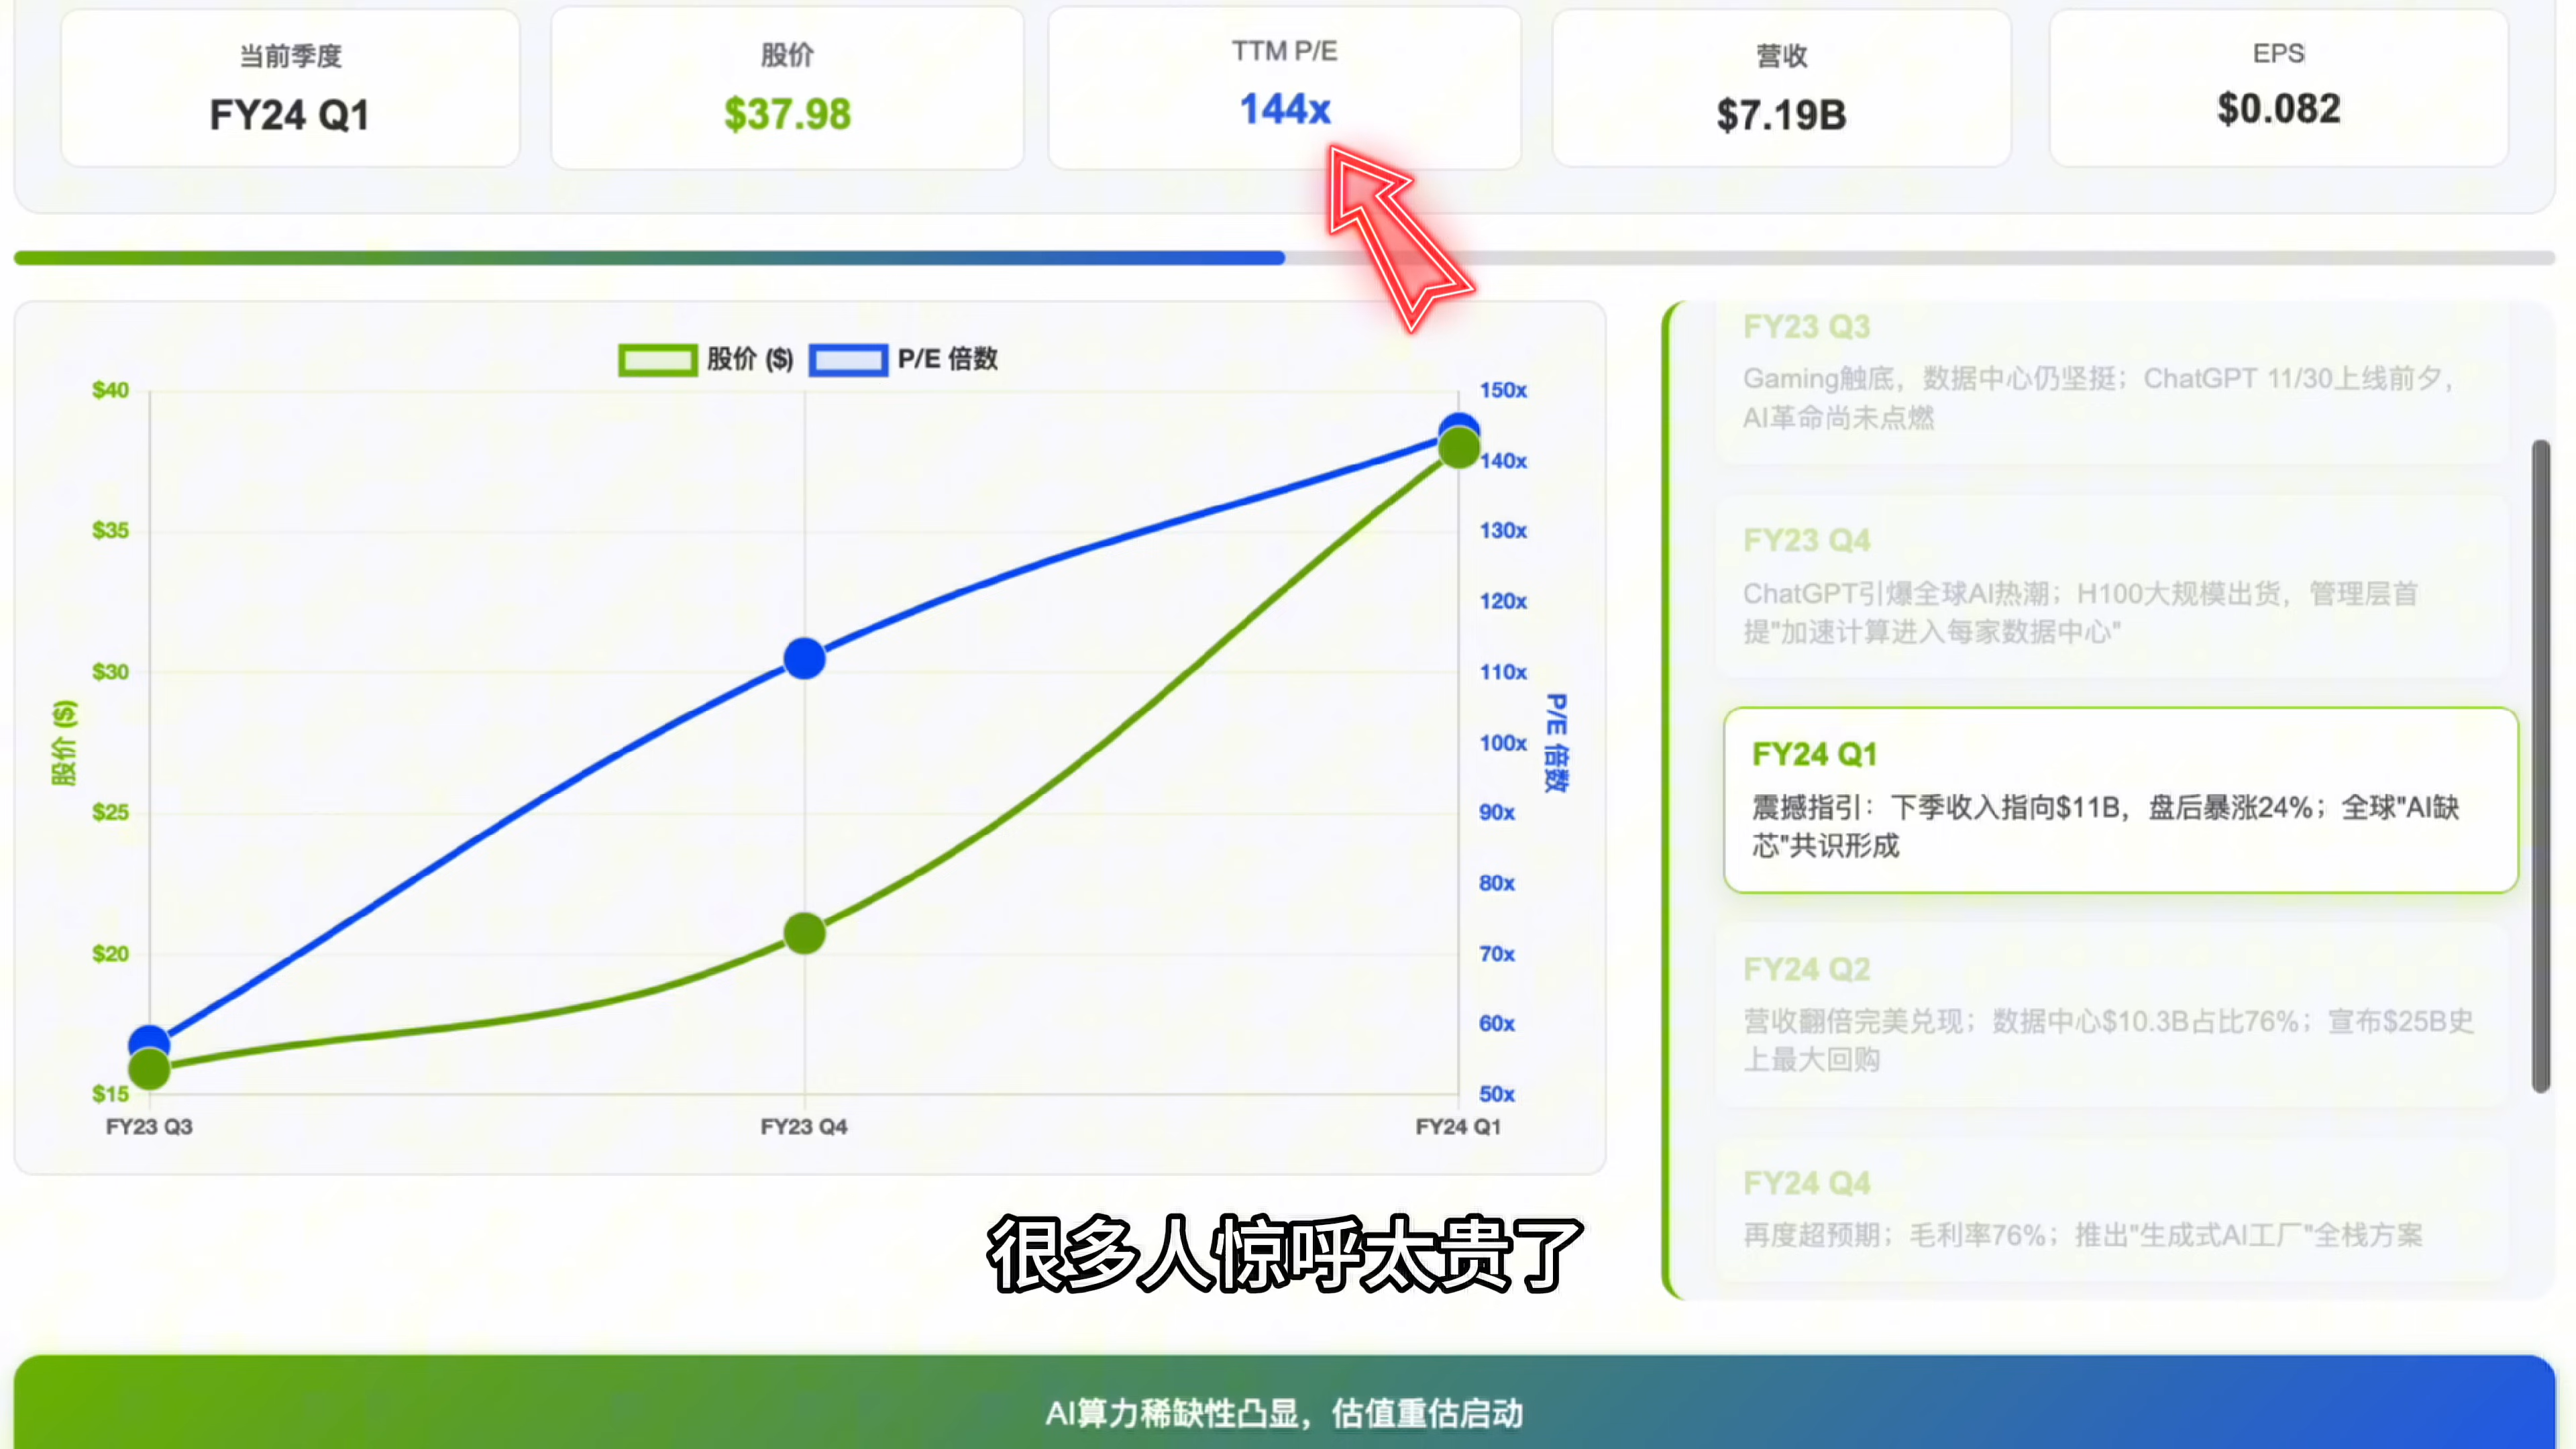 当前季度
FY24 Q1
股价
$37.98
TTM P/E
144x
营收
$7.19B
EPS
$0.082
股价 ($)
P/E 倍数
$40
$35
$30
$25
$20
$15
股价 ($)
150x
140x
130x
120x
110x
100x
90x
80x
70x
60x
50x
P/E 倍数
FY23 Q3
FY23 Q4
FY24 Q1
FY23 Q3
Gaming触底，数据中心仍坚挺；ChatGPT 11/30上线前夕，
AI革命尚未点燃
FY23 Q4
ChatGPT引爆全球AI热潮；H100大规模出货，管理层首
提"加速计算进入每家数据中心"
FY24 Q1
震撼指引：下季收入指向$11B，盘后暴涨24%；全球"AI缺
芯"共识形成
FY24 Q2
营收翻倍完美兑现；数据中心$10.3B占比76%；宣布$25B史
上最大回购
FY24 Q4
再度超预期；毛利率76%；推出"生成式AI工厂"全栈方案
很多人惊呼太贵了
AI算力稀缺性凸显，估值重估启动